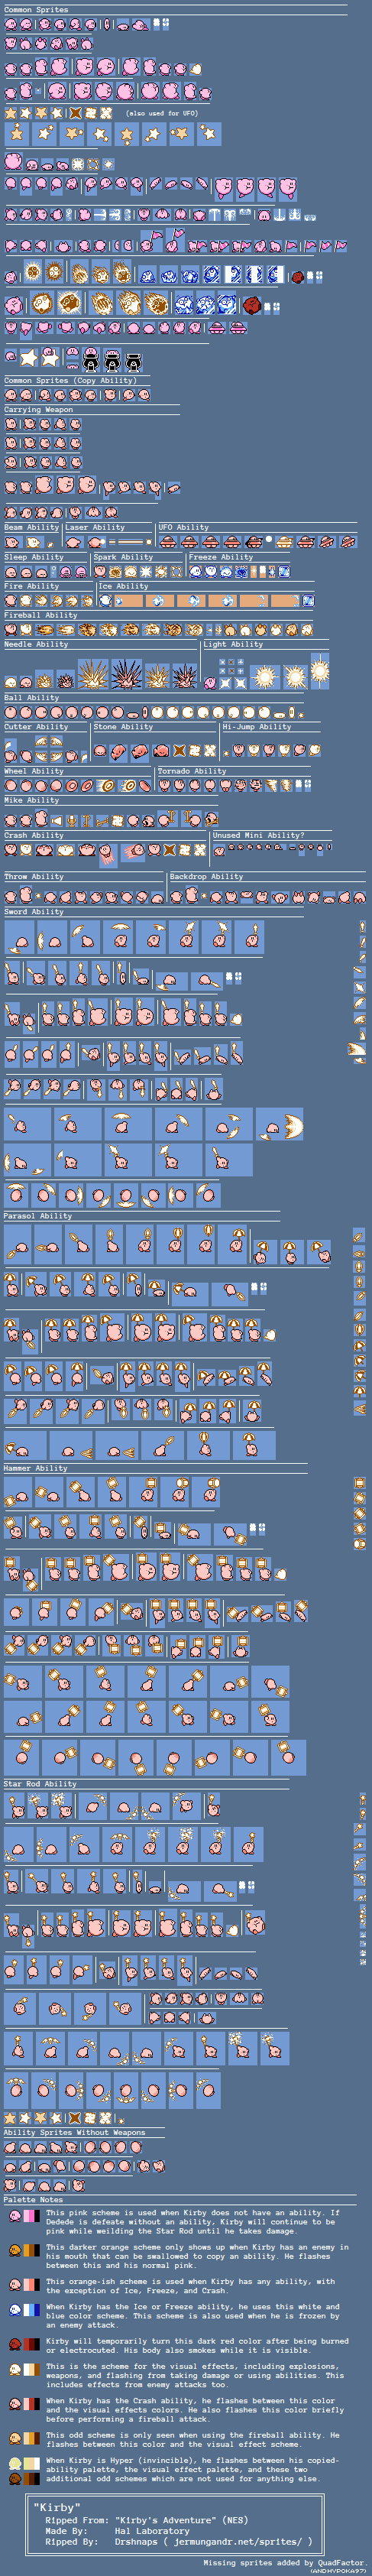 Common Sprites
(also used for UFO)
Common Sprites (Copy Ability)
Carrying Weapon
Beam Ability
Laser Ability
UFO Ability
Sleep Ability
Spark Ability
Freeze Ability
Fire Ability
Ice Ability
Fireball Ability
Needle Ability
Light Ability
Ball Ability
Cutter Ability
Stone Ability
Hi-Jump Ability
Wheel Ability
Tornado Ability
Mike Ability
Crash Ability
Unused Mini Ability?
Throw Ability
Backdrop Ability
Sword Ability
Parasol Ability
Hammer Ability
Star Rod Ability
Ability Sprites Without Weapons
Palette Notes
This pink scheme is used when Kirby does not have an ability. If
Dedede is defeate without an ability, Kirby will continue to be
pink while weilding the Star Rod until he takes damage.
This darker orange scheme only shows up when Kirby has an enemy in
his mouth that can be swallowed to copy an ability. He flashes
between this and his normal pink.
This orange-ish scheme is used when Kirby has any ability, with
the exception of Ice, Freeze, and Crash.
When Kirby has the Ice or Freeze ability, he uses this white and
blue color scheme. This scheme is also used when he is frozen by
an enemy attack.
Kirby will temporarily turn this dark red color after being burned
or electrocuted. His body also smokes while it is visible.
This is the scheme for the visual effects, including explosions,
weapons, and flashing from taking damage or using abilities. This
includes effects from enemy attacks too.
When Kirby has the Crash ability, he flashes between this color
and the visual effects colors. He also flashes this color briefly
before performing a fireball attack.
This odd scheme is only seen when using the fireball ability. He
flashes between this color and the visual effect scheme.
When Kirby is Hyper (invincible), he flashes between his copied-
ability palette, the visual effect palette, and these two
additional odd schemes which are not used for anything else.
"Kirby"
Ripped From: "Kirby's Adventure" (NES)
Made By: Hal Laboratory
Ripped By: Drshnaps ( jermungandr.net/sprites/ )
Missing sprites added by QuadFactor.
(ANDHYPOKA97)